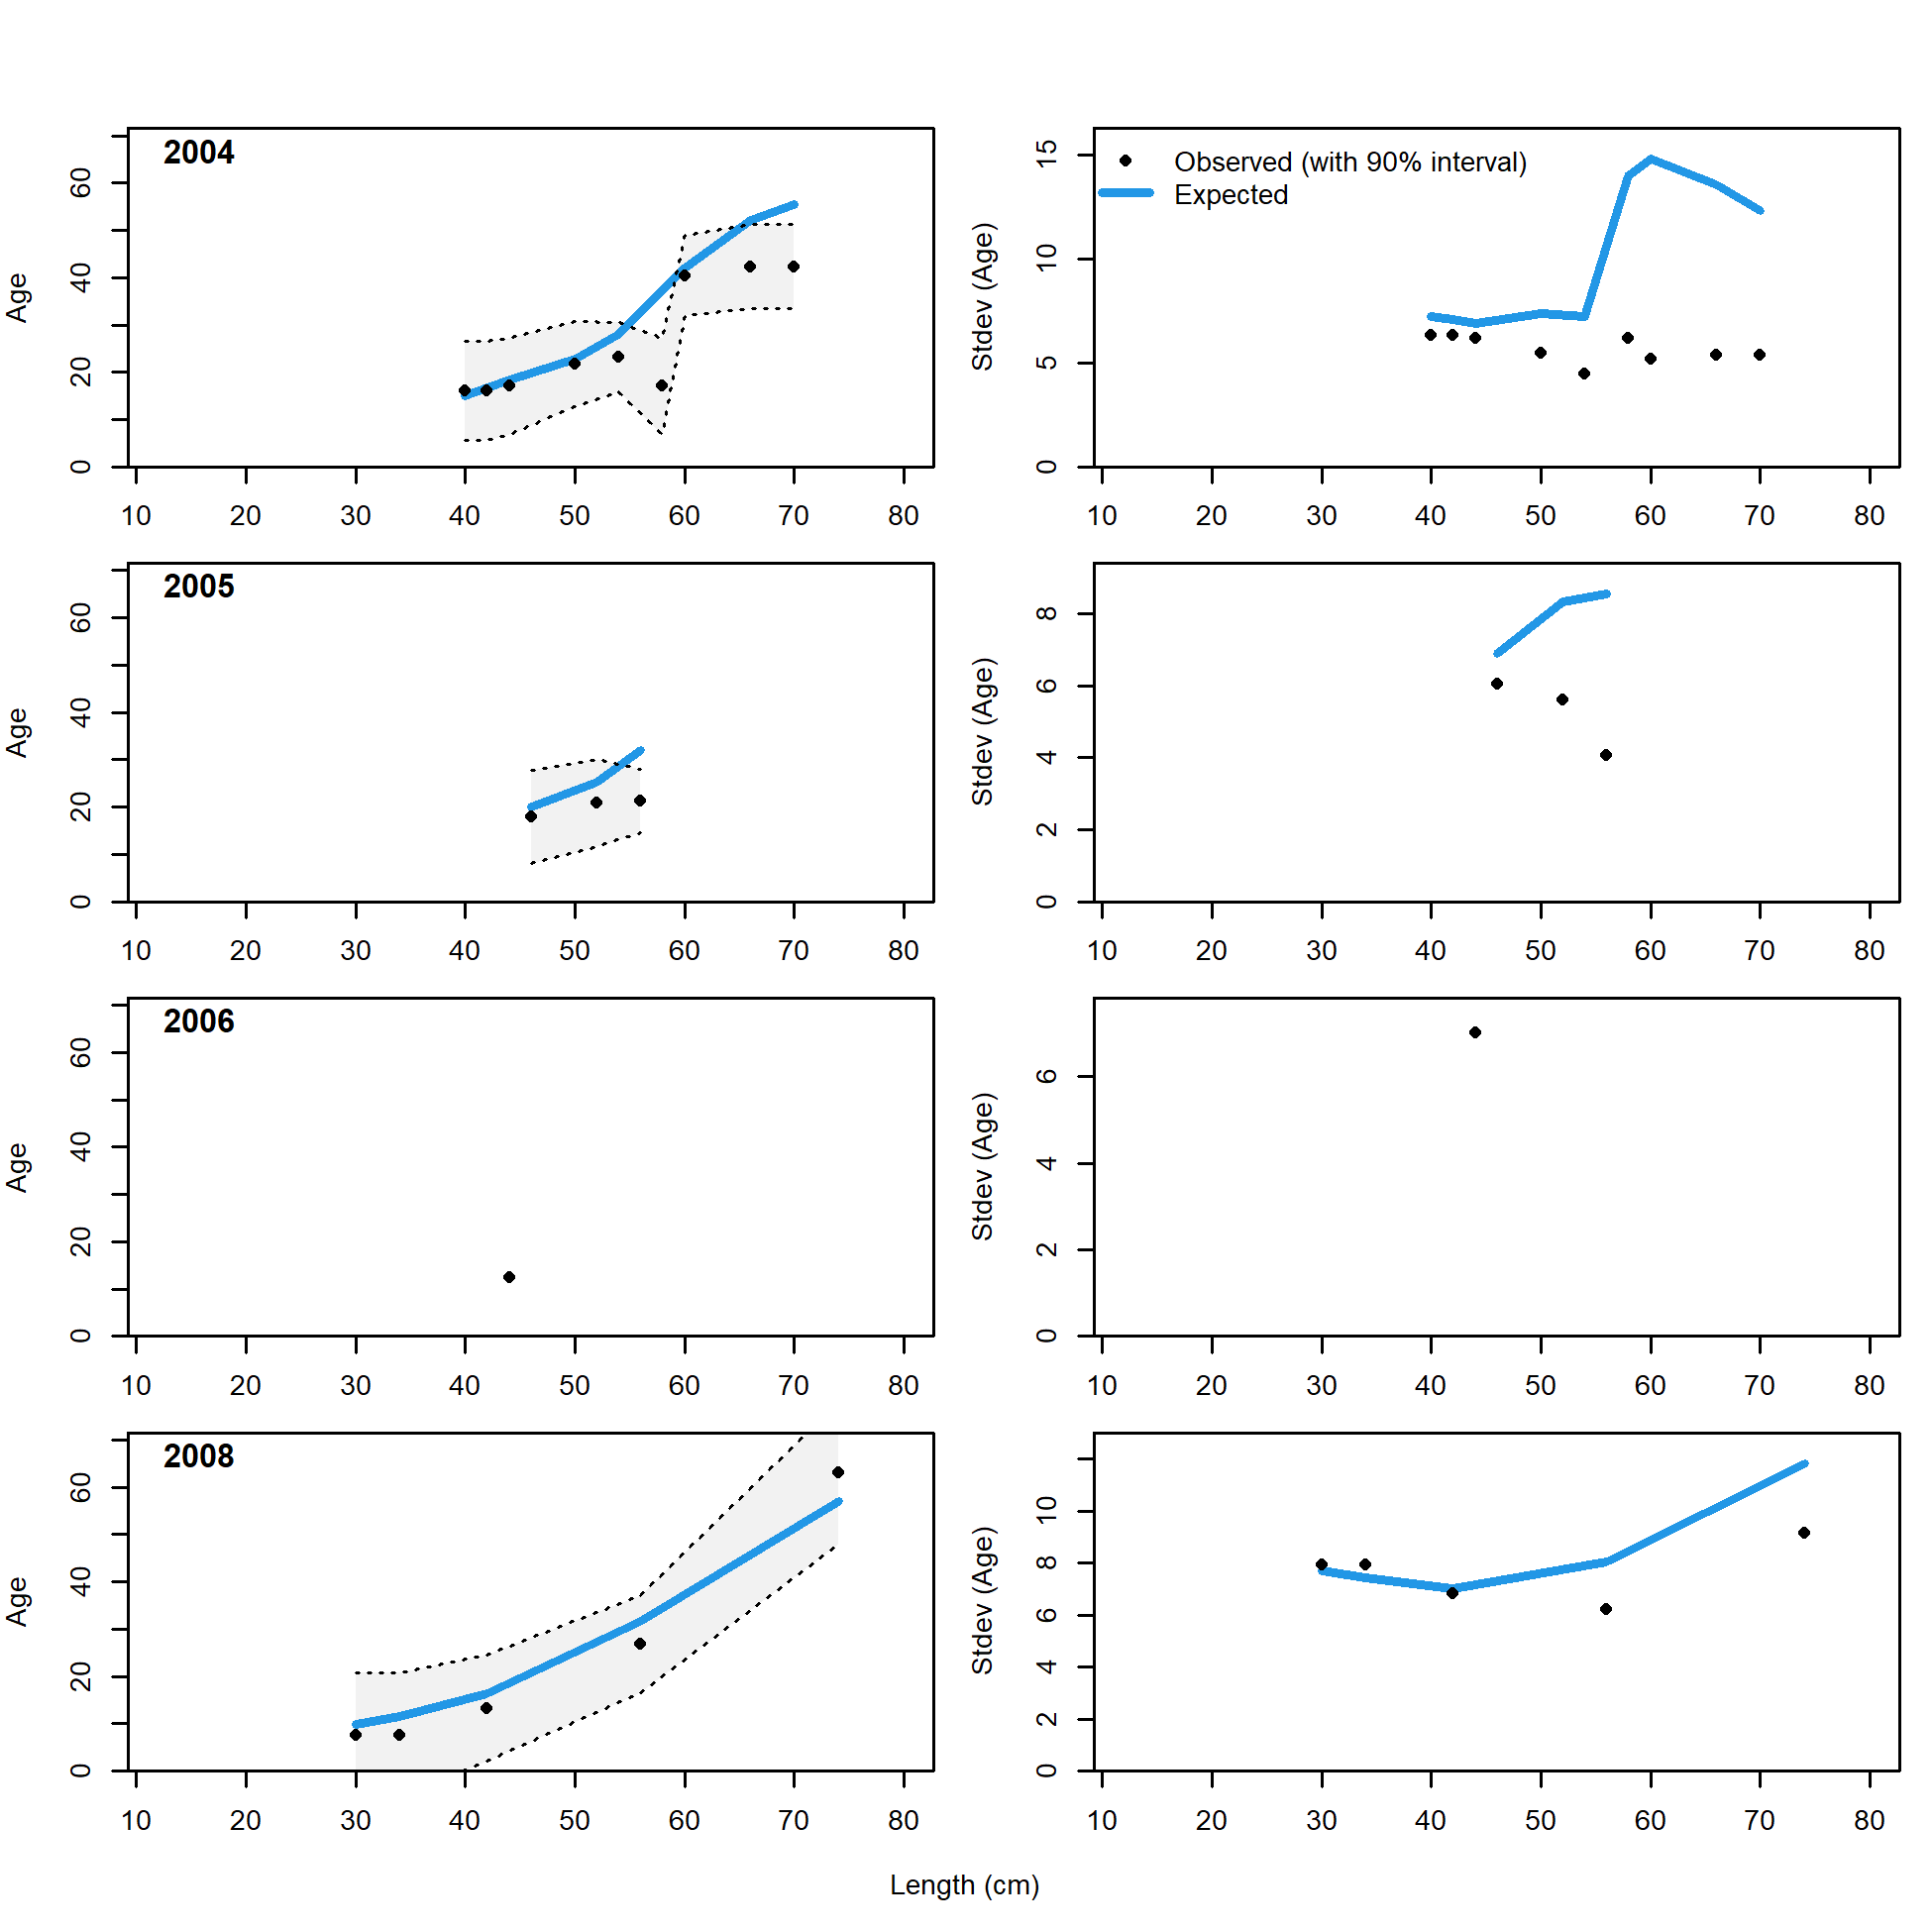 2004
Age
0 20 40 60
10 20 30 40 50 60 70 80
Observed (with 90% interval)
Expected
Stdev (Age)
0 5 10 15
10 20 30 40 50 60 70 80
2005
Age
0 20 40 60
10 20 30 40 50 60 70 80
Stdev (Age)
0 2 4 6 8
10 20 30 40 50 60 70 80
2006
Age
0 20 40 60
10 20 30 40 50 60 70 80
Stdev (Age)
0 2 4 6
10 20 30 40 50 60 70 80
2008
Age
0 20 40 60
10 20 30 40 50 60 70 80
Stdev (Age)
0 2 4 6 8 10
10 20 30 40 50 60 70 80
Length (cm)